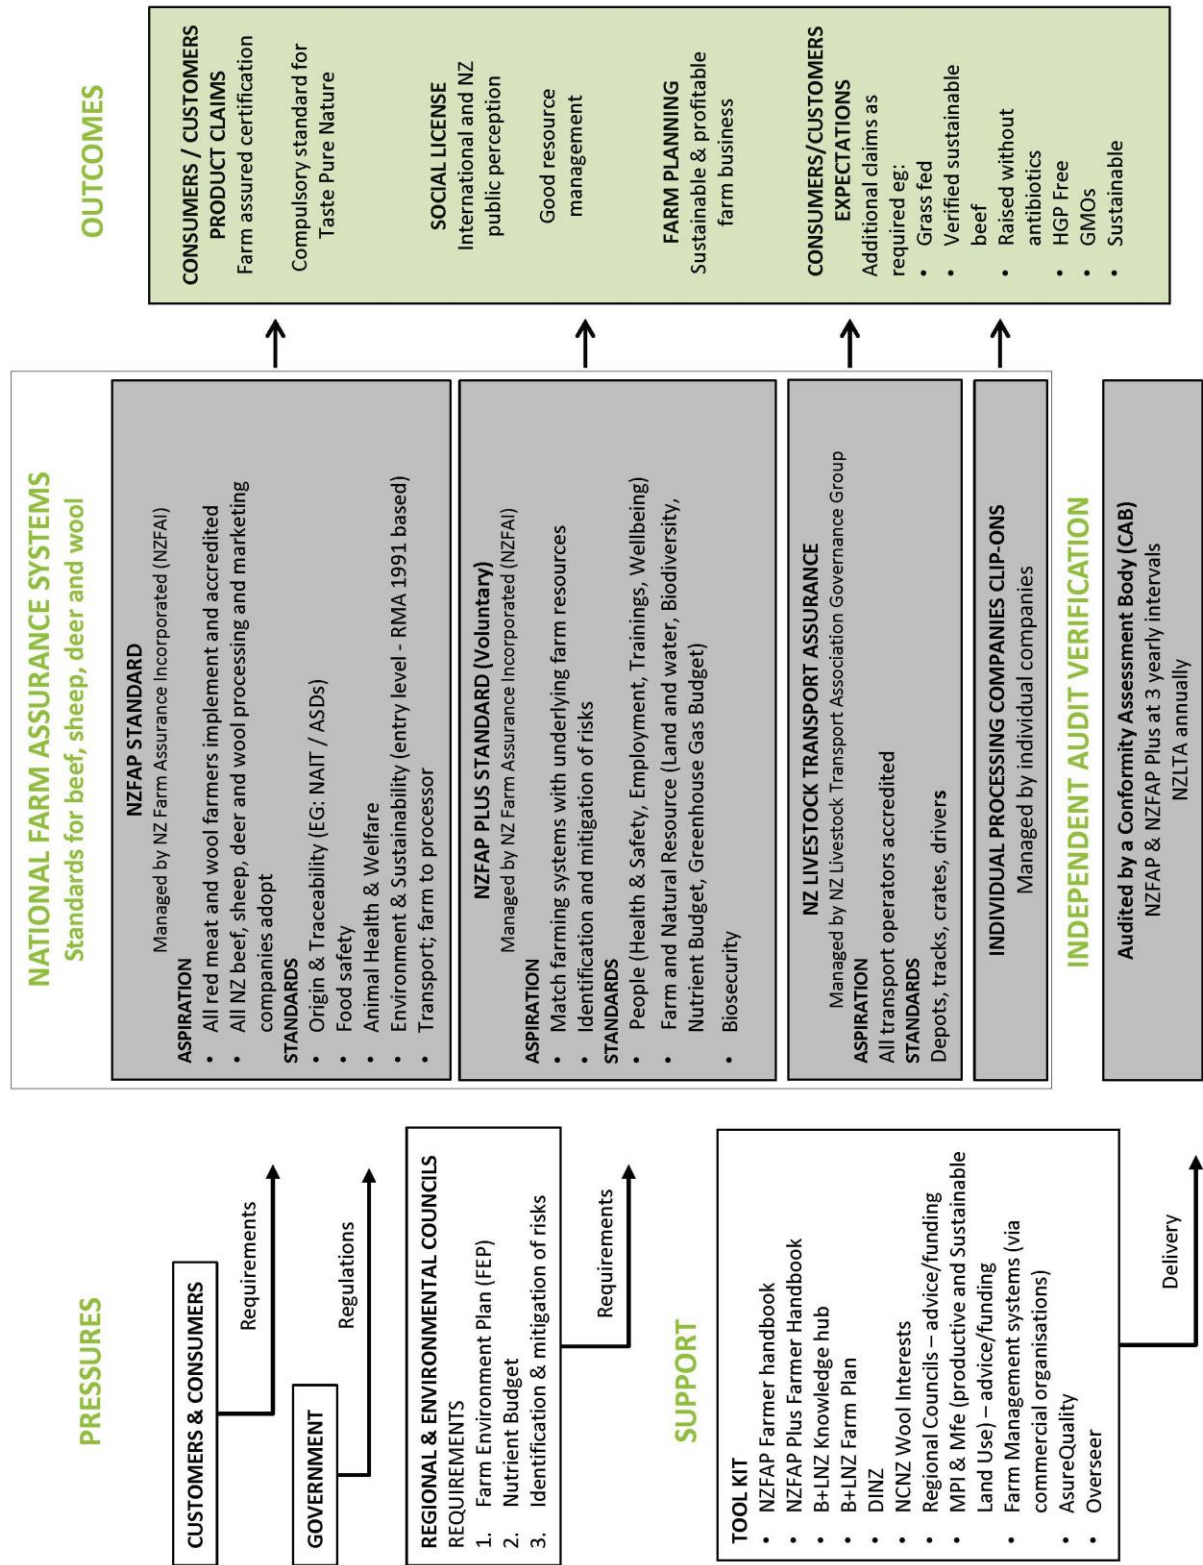 PRESSURES
CUSTOMERS & CONSUMERS
Requirements
GOVERNMENT
Regulations
REGIONAL & ENVIRONMENTAL COUNCILS
REQUIREMENTS
1. Farm Environment Plan (FEP)
2. Nutrient Budget
3. Identification & mitigation of risks
Requirements
SUPPORT
TOOL KIT
• NZFAP Farmer handbook
• NZFAP Plus Farmer Handbook
• B+LNZ Knowledge hub
• B+LNZ Farm Plan
• DINZ
• NCNZ Wool Interests
• Regional Councils – advice/funding
• MPI & Mfe (productive and Sustainable
Land Use) – advice/funding
• Farm Management systems (via
commercial organisations)
• AsureQuality
• Overseer
Delivery
NATIONAL FARM ASSURANCE SYSTEMS
Standards for beef, sheep, deer and wool
NZFAP STANDARD
Managed by NZ Farm Assurance Incorporated (NZFAI)
ASPIRATION
• All red meat and wool farmers implement and accredited
• All NZ beef, sheep, deer and wool processing and marketing
companies adopt
STANDARDS
• Origin & Traceability (EG: NAIT / ASDs)
• Food safety
• Animal Health & Welfare
• Environment & Sustainability (entry level - RMA 1991 based)
• Transport; farm to processor
NZFAP PLUS STANDARD (Voluntary)
Managed by NZ Farm Assurance Incorporated (NZFAI)
ASPIRATION
• Match farming systems with underlying farm resources
• Identification and mitigation of risks
STANDARDS
• People (Health & Safety, Employment, Trainings, Wellbeing)
• Farm and Natural Resource (Land and water, Biodiversity,
Nutrient Budget, Greenhouse Gas Budget)
• Biosecurity
NZ LIVESTOCK TRANSPORT ASSURANCE
Managed by NZ Livestock Transport Association Governance Group
ASPIRATION
All transport operators accredited
STANDARDS
Depots, tracks, crates, drivers
INDIVIDUAL PROCESSING COMPANIES CLIP-ONS
Managed by individual companies
INDEPENDENT AUDIT VERIFICATION
Audited by a Conformity Assessment Body (CAB)
NZFAP & NZFAP Plus at 3 yearly intervals
NZLTA annually
OUTCOMES
CONSUMERS / CUSTOMERS
PRODUCT CLAIMS
Farm assured certification
Compulsory standard for
Taste Pure Nature
SOCIAL LICENSE
International and NZ
public perception
Good resource
management
FARM PLANNING
Sustainable & profitable
farm business
CONSUMERS/CUSTOMERS
EXPECTATIONS
Additional claims as
required eg:
• Grass fed
• Verified sustainable
beef
• Raised without
antibiotics
• HGP Free
• GMOs
• Sustainable